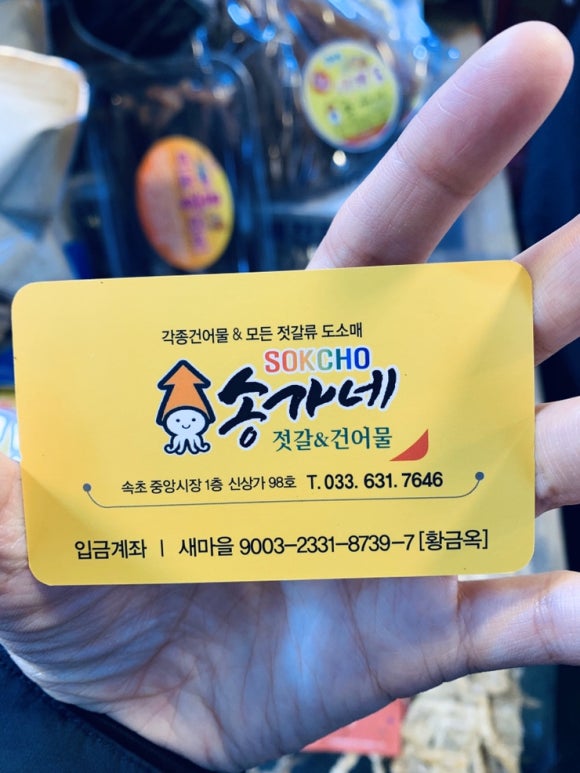 각종건어물 & 모든 젓갈류 도소매
SOKCHO
송가네
젓갈&건어물
속초 중앙시장 1층 신상가 98호 T. 033. 631. 7646
입금계좌 | 새마을 9003-2331-8739-7 [황금옥]